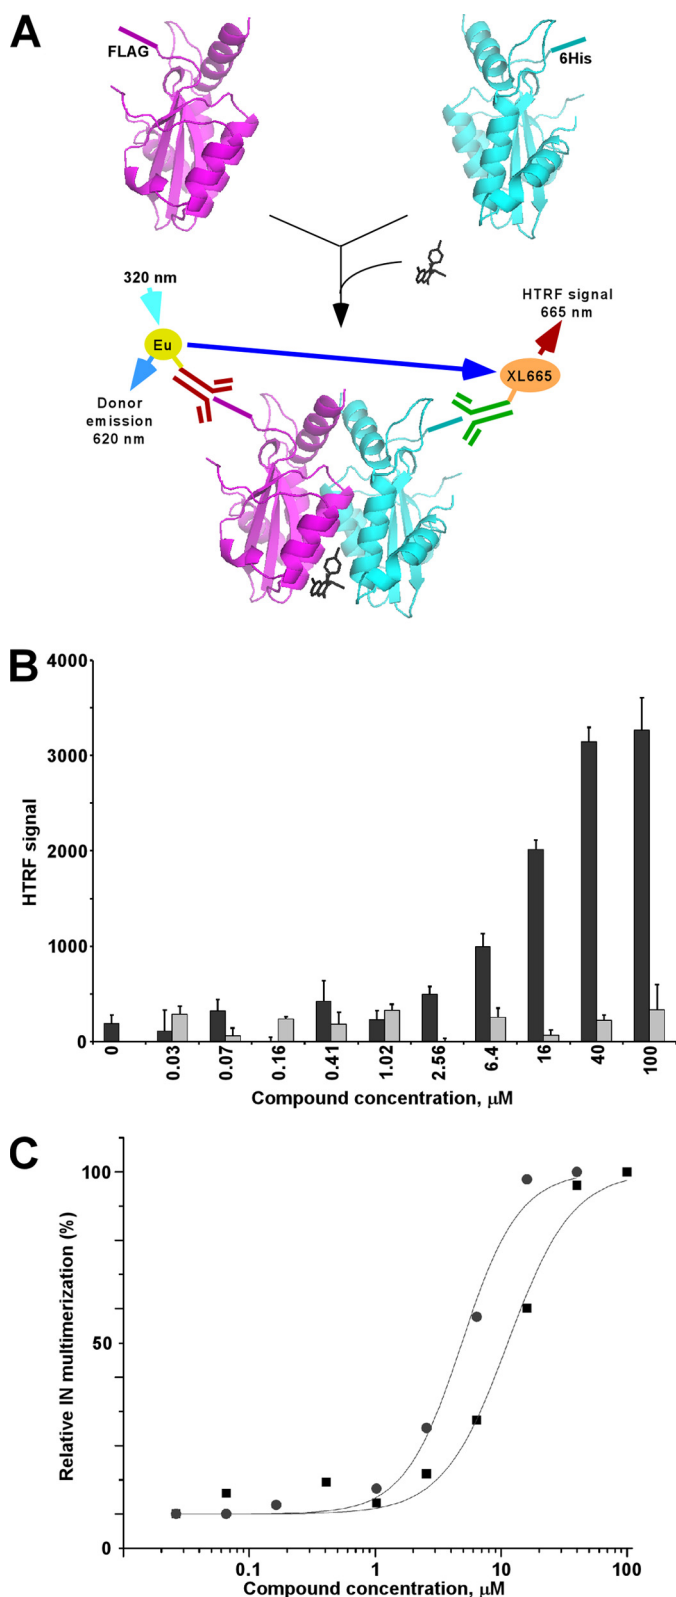 A
FLAG
6His
320 nm
HTRF signal
665 nm
Eu
XL665
Donor
emission
620 nm
B
4000
3000
2000
1000
0
HTRF signal
0 0.03 0.07 0.16 0.41 1.02 2.56 6.4 16 40 100
Compound concentration, μM
C
100
50
0
Relative IN multimerization (%)
0.1 1 10 100
Compound concentration, μM